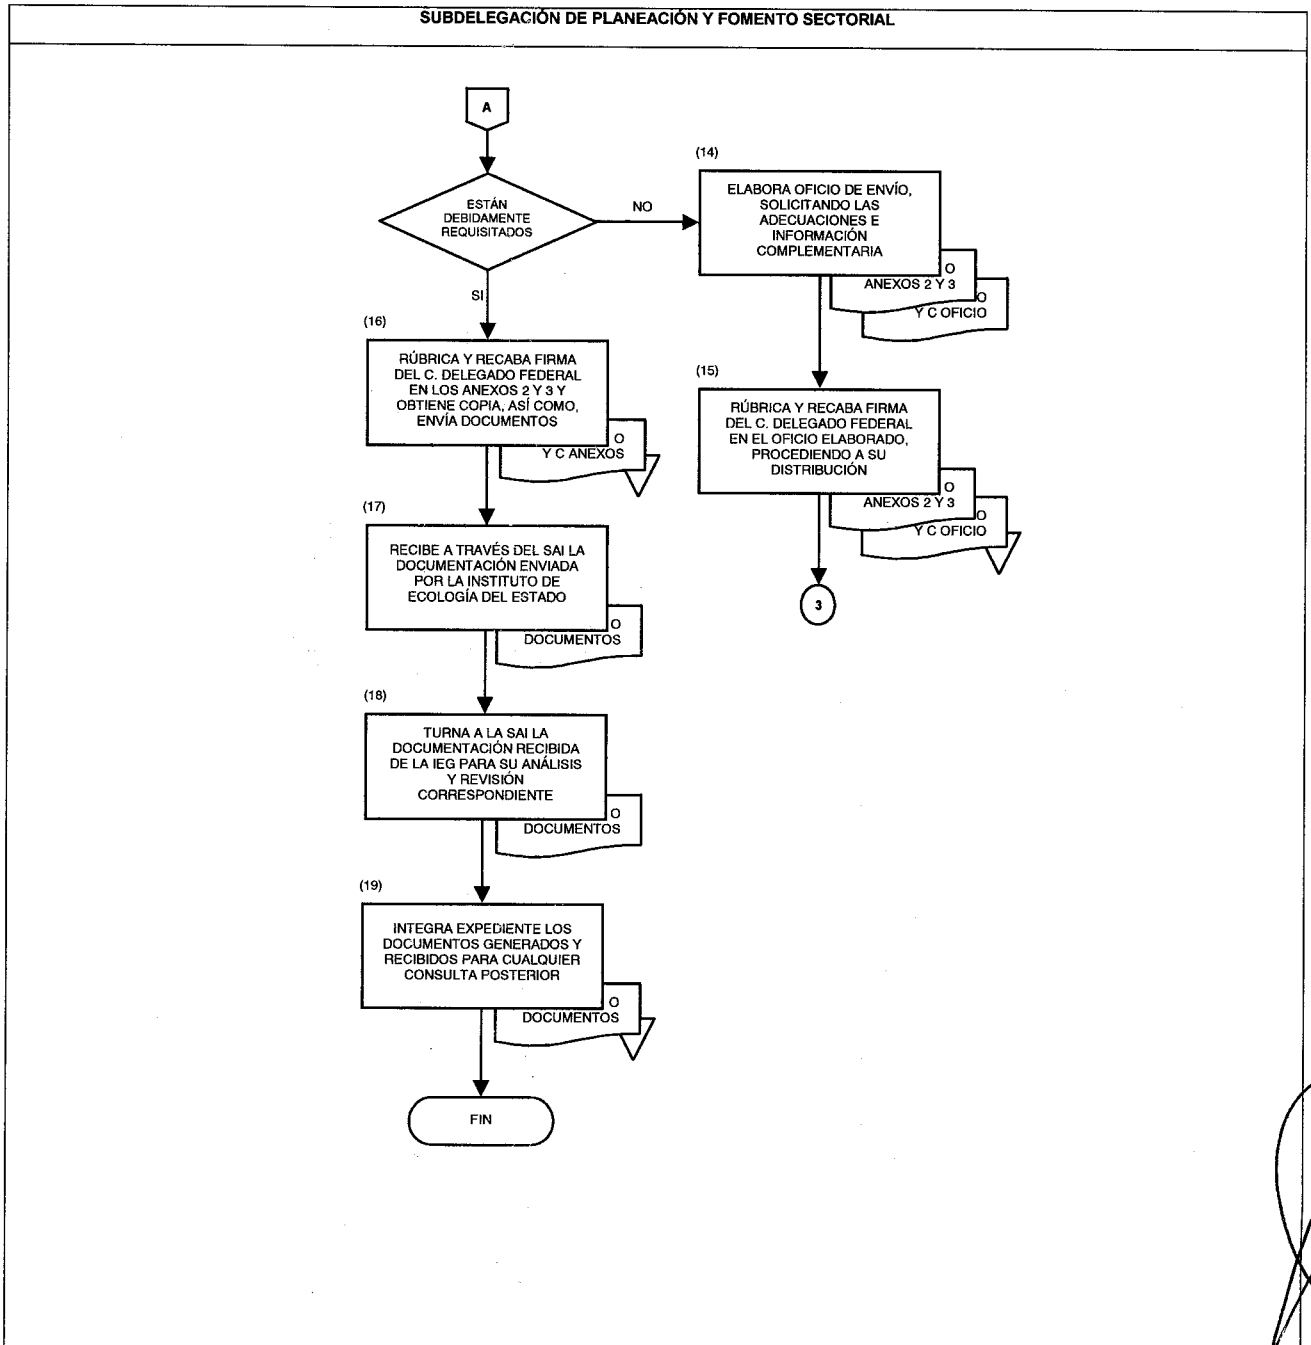 SUBDELEGACIÓN DE PLANEACIÓN Y FOMENTO SECTORIAL
A
ESTÁN
DEBIDAMENTE
REQUISITADOS
NO
SI
(14)
ELABORA OFICIO DE ENVÍO,
SOLICITANDO LAS
ADECUACIONES E
INFORMACIÓN
COMPLEMENTARIA
O
ANEXOS 2 Y 3
O
Y C OFICIO
(15)
RÚBRICA Y RECABA FIRMA
DEL C. DELEGADO FEDERAL
EN EL OFICIO ELABORADO,
PROCEDIENDO A SU
DISTRIBUCIÓN
O
ANEXOS 2 Y 3
O
Y C OFICIO
3
(16)
RÚBRICA Y RECABA FIRMA
DEL C. DELEGADO FEDERAL
EN LOS ANEXOS 2 Y 3 Y
OBTIENE COPIA, ASÍ COMO,
ENVÍA DOCUMENTOS
O
Y C ANEXOS
(17)
RECIBE A TRAVÉS DEL SAI LA
DOCUMENTACIÓN ENVIADA
POR LA INSTITUTO DE
ECOLOGÍA DEL ESTADO
O
DOCUMENTOS
(18)
TURNA A LA SAI LA
DOCUMENTACIÓN RECIBIDA
DE LA IEG PARA SU ANÁLISIS
Y REVISIÓN
CORRESPONDIENTE
O
DOCUMENTOS
(19)
INTEGRA EXPEDIENTE LOS
DOCUMENTOS GENERADOS Y
RECIBIDOS PARA CUALQUIER
CONSULTA POSTERIOR
O
DOCUMENTOS
FIN